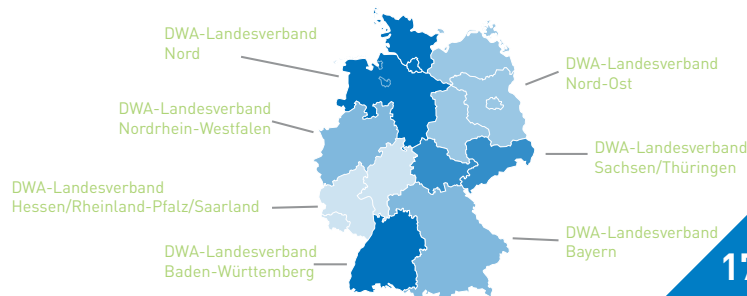 DWA-Landesverband
Nord
DWA-Landesverband
Nord-Ost
DWA-Landesverband
Nordrhein-Westfalen
DWA-Landesverband
Sachsen/Thüringen
DWA-Landesverband
Hessen/Rheinland-Pfalz/Saarland
DWA-Landesverband
Bayern
DWA-Landesverband
Baden-Württemberg
17